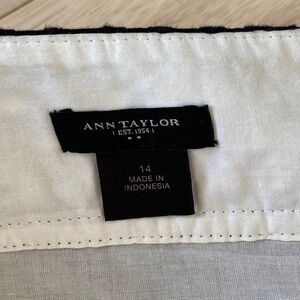 ANN TAYLOR
| EST. 1954 |
14
MADE IN
INDONESIA